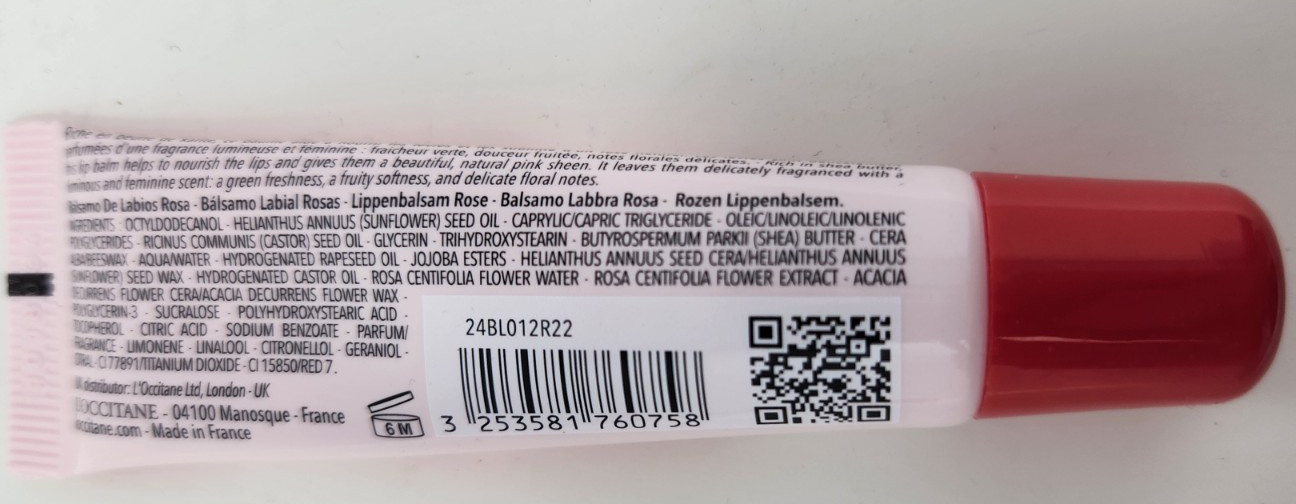 d'une fragrance lumineuse et féminine : fraîcheur verte, douceur fruitée, notes florales délicates. - Rich in shea butter,
lip balm helps to nourish the lips and gives them a beautiful, natural pink sheen. It leaves them delicately fragranced with a
and feminine scent: a green freshness, a fruity softness, and delicate floral notes.
De Labios Rosa - Bálsamo Labial Rosas - Lippenbalsam Rose - Balsamo Labbra Rosa - Rozen Lippenbalsem.
INGREDIENTS : OCTYLDODECANOL - HELIANTHUS ANNUUS (SUNFLOWER) SEED OIL - CAPRYLIC/CAPRIC TRIGLYCERIDE - OLEIC/LINOLEIC/LINOLENIC
POLYGLYCERIDES - RICINUS COMMUNIS (CASTOR) SEED OIL - GLYCERIN - TRIHYDROXYSTEARIN - BUTYROSPERMUM PARKII (SHEA) BUTTER - CERA
ALBA/BEESWAX - AQUA/WATER - HYDROGENATED RAPESEED OIL - JOJOBA ESTERS - HELIANTHUS ANNUUS SEED CERA/HELIANTHUS ANNUUS
(SUNFLOWER) SEED WAX - HYDROGENATED CASTOR OIL - ROSA CENTIFOLIA FLOWER WATER - ROSA CENTIFOLIA FLOWER EXTRACT - ACACIA
DECURRENS FLOWER CERA/ACACIA DECURRENS FLOWER WAX -
POLYGLYCERIN-3 - SUCRALOSE - POLYHYDROXYSTEARIC ACID -
TOCOPHEROL - CITRIC ACID - SODIUM BENZOATE - PARFUM/
FRAGRANCE - LIMONENE - LINALOOL - CITRONELLOL - GERANIOL -
CITRAL - CI 77891/TITANIUM DIOXIDE - CI 15850/RED 7 .
distributor: L'Occitane Ltd, London - UK
L'OCCITANE - 04100 Manosque - France
loccitane.com - Made in France
6 M
24BL012R22
3 253581 760758